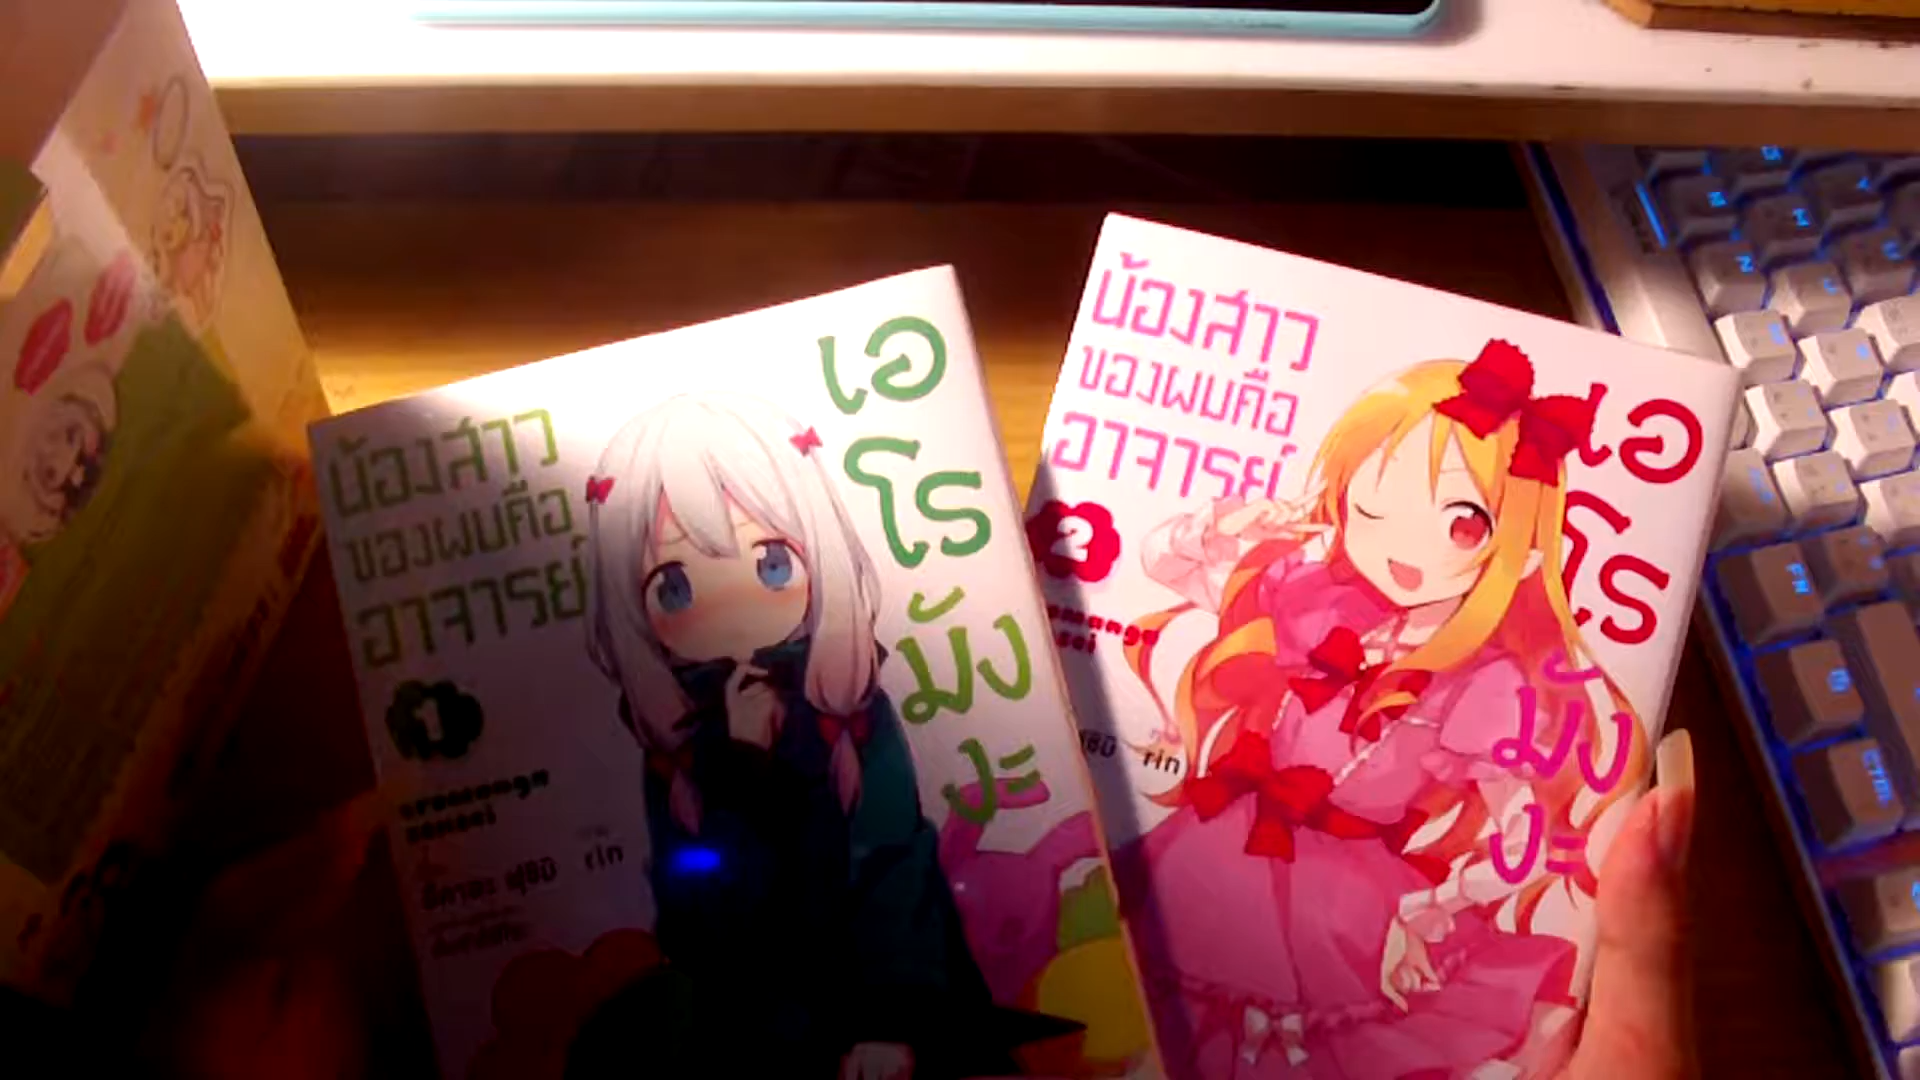 น้องสาว
ของผมคือ
อาจารย์
เอ
โร
มัง
งะ
1
eromanga
sensei
rin
น้องสาว
ของผมคือ
อาจารย์
เอ
โร
มัง
งะ
2
rin